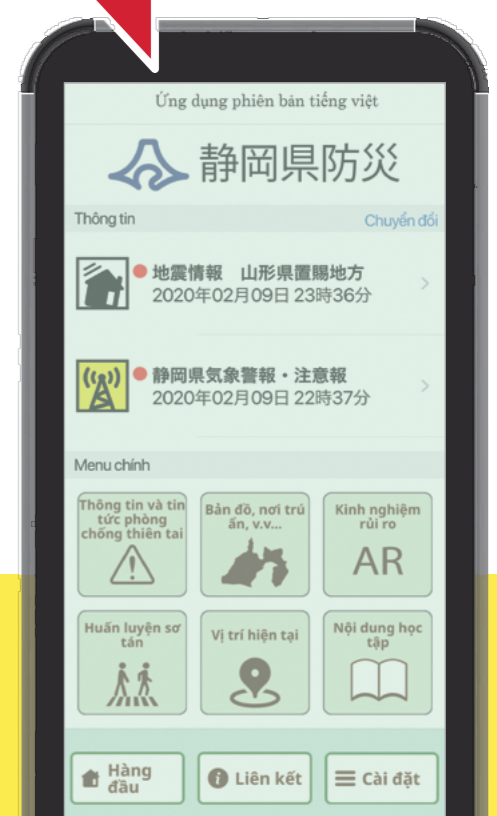 Ứng dụng phiên bản tiếng việt
静岡県防災
Thông tin
Chuyển đổi
地震情報 山形県置賜地方
2020年02月09日 23時36分
静岡県気象警報・注意報
2020年02月09日 22時37分
Menu chính
Thông tin và tin
tức phòng
chống thiên tai
Bản đồ, nơi trú
ẩn, v.v...
Kinh nghiệm
rủi ro
AR
Huấn luyện sơ
tán
Vị trí hiện tại
Nội dung học
tập
Hàng
đầu
Liên kết
Cài đặt